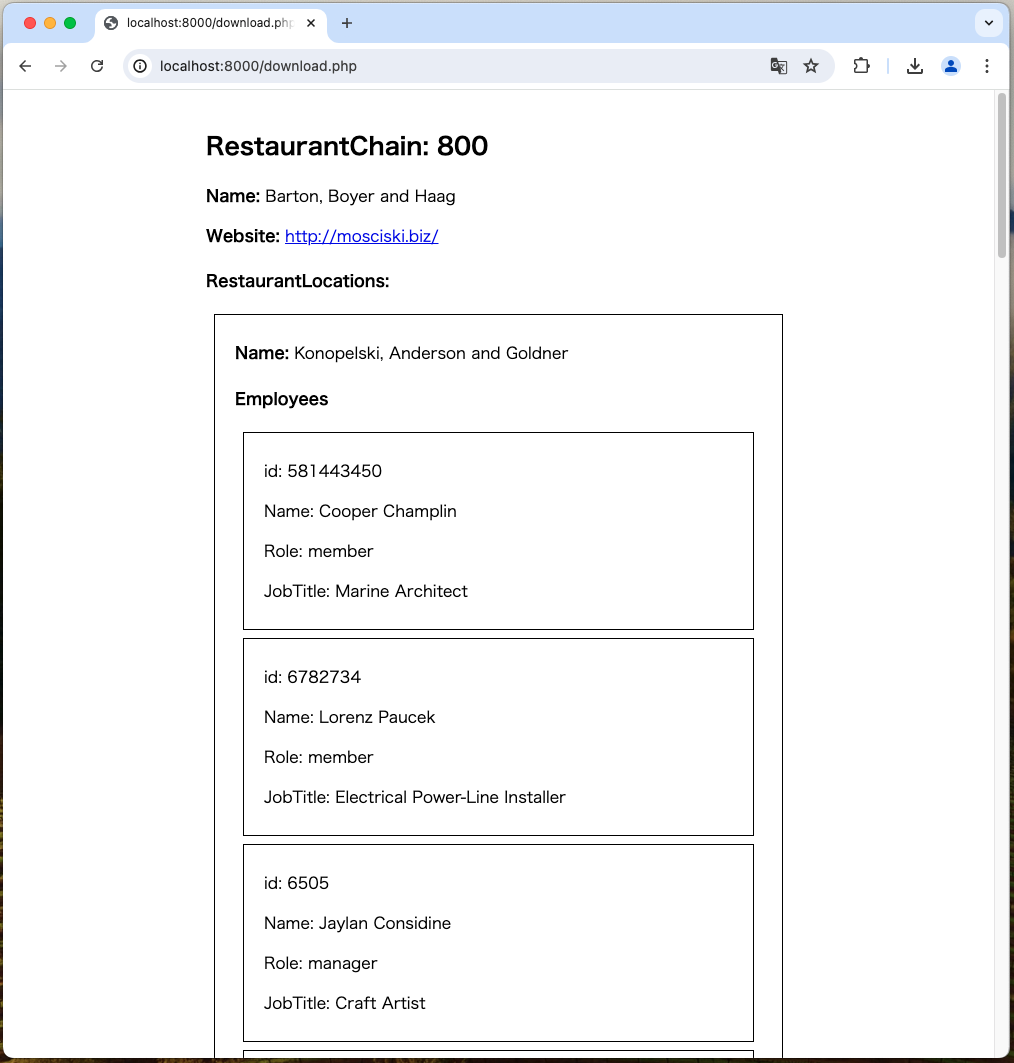 localhost:8000/download.php
localhost:8000/download.php
RestaurantChain: 800
Name: Barton, Boyer and Haag
Website: http://mosciski.biz/
RestaurantLocations:
Name: Konopelski, Anderson and Goldner
Employees
id: 581443450
Name: Cooper Champlin
Role: member
JobTitle: Marine Architect
id: 6782734
Name: Lorenz Paucek
Role: member
JobTitle: Electrical Power-Line Installer
id: 6505
Name: Jaylan Considine
Role: manager
JobTitle: Craft Artist